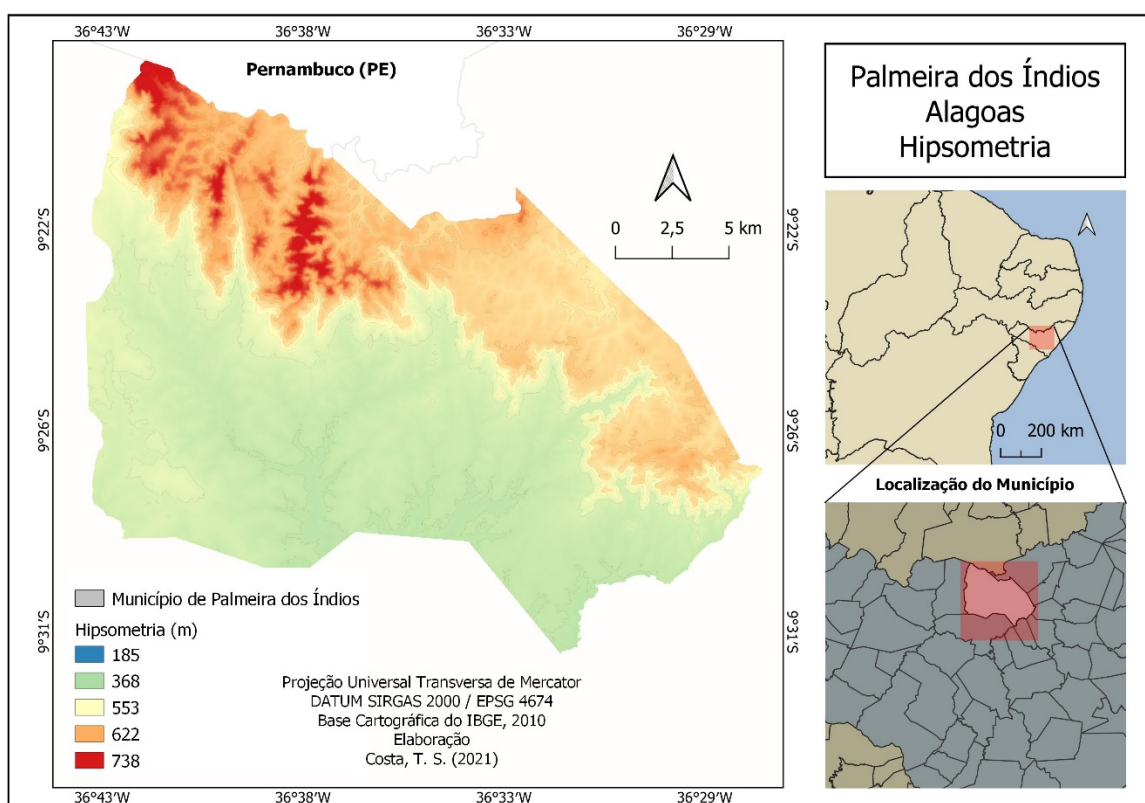 36°43'W 36°38'W 36°33'W 36°29'W
Pernambuco (PE)
9°22'S
9°22'S
0 2,5 5 km
9°26'S
9°26'S
9°31'S
9°31'S
Município de Palmeira dos Índios
Hipsometria (m)
185
368
553
622
738
Projeção Universal Transversa de Mercator
DATUM SIRGAS 2000 / EPSG 4674
Base Cartográfica do IBGE, 2010
Elaboração
Costa, T. S. (2021)
36°43'W 36°38'W 36°33'W 36°29'W
Palmeira dos Índios
Alagoas
Hipsometria
0 200 km
Localização do Município